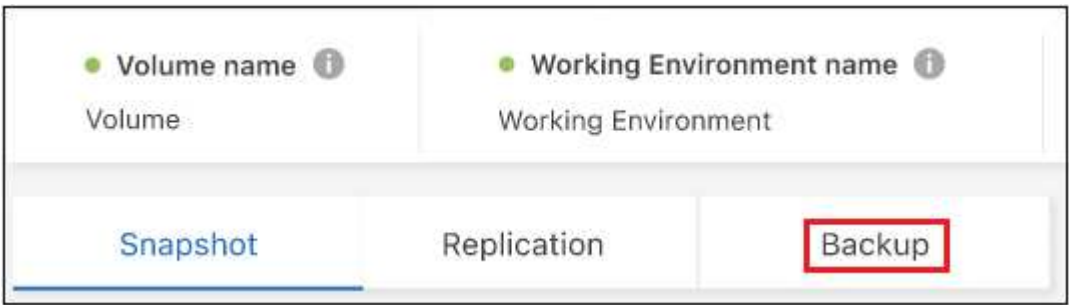 Volume name Working Environment name
Volume Working Environment
Snapshot Replication Backup